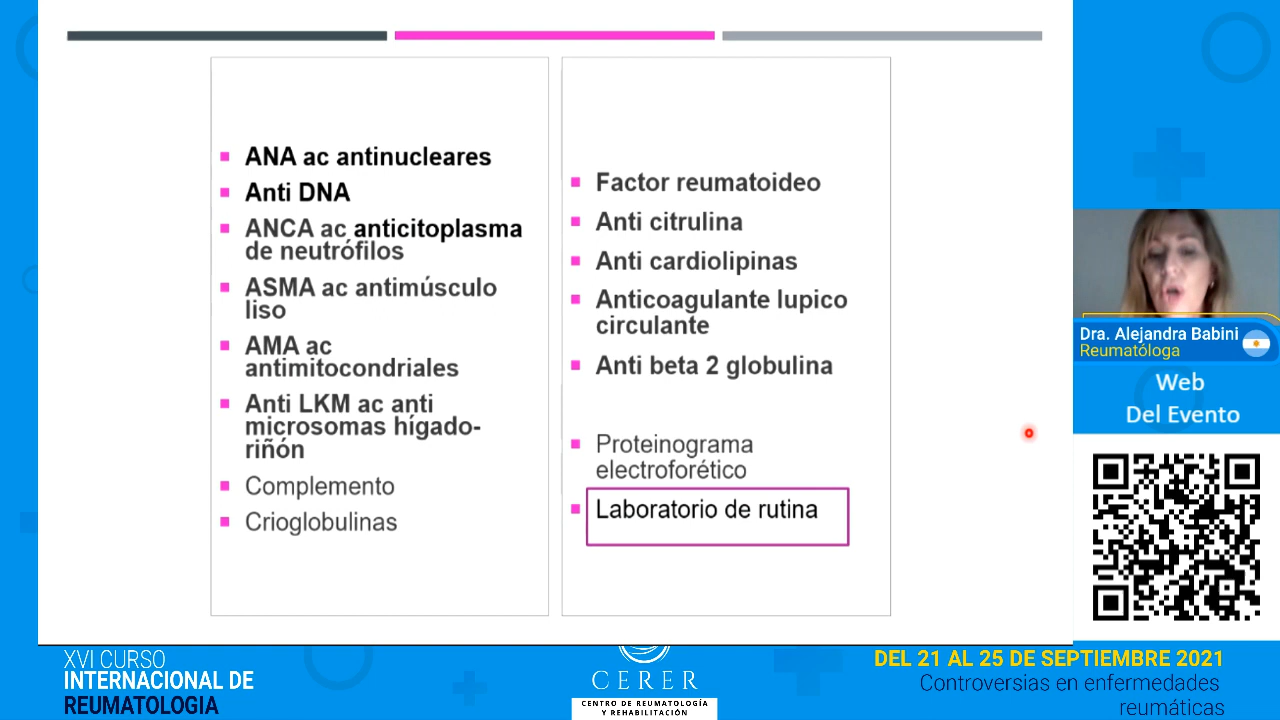 ANA ac antinucleares
Anti DNA
ANCA ac anticitoplasma
de neutrófilos
ASMA ac antimúsculo
liso
AMA ac
antimitocondriales
Anti LKM ac anti
microsomas hígado-
riñón
Complemento
Crioglobulinas
Factor reumatoideo
Anti citrulina
Anti cardiolipinas
Anticoagulante lupico
circulante
Anti beta 2 globulina
Proteinograma
electroforético
Laboratorio de rutina
Dra. Alejandra Babini
Reumatóloga
Web
Del Evento
XVI CURSO
INTERNACIONAL DE
REUMATOLOGIA
CERER
CENTRO DE REUMATOLOGÍA
Y REHABILITACIÓN
DEL 21 AL 25 DE SEPTIEMBRE 2021
Controversias en enfermedades
reumáticas